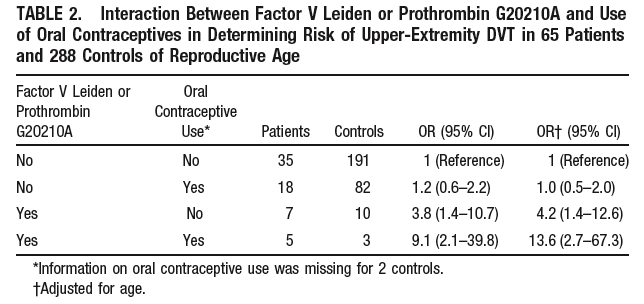 TABLE 2. Interaction Between Factor V Leiden or Prothrombin G20210A and Use
of Oral Contraceptives in Determining Risk of Upper-Extremity DVT in 65 Patients
and 288 Controls of Reproductive Age
Factor V Leiden or Oral
Prothrombin Contraceptive
G20210A Use* Patients Controls OR (95% CI) OR† (95% CI)
No No 35 191 1 (Reference) 1 (Reference)
No Yes 18 82 1.2 (0.6–2.2) 1.0 (0.5–2.0)
Yes No 7 10 3.8 (1.4–10.7) 4.2 (1.4–12.6)
Yes Yes 5 3 9.1 (2.1–39.8) 13.6 (2.7–67.3)
*Information on oral contraceptive use was missing for 2 controls.
†Adjusted for age.